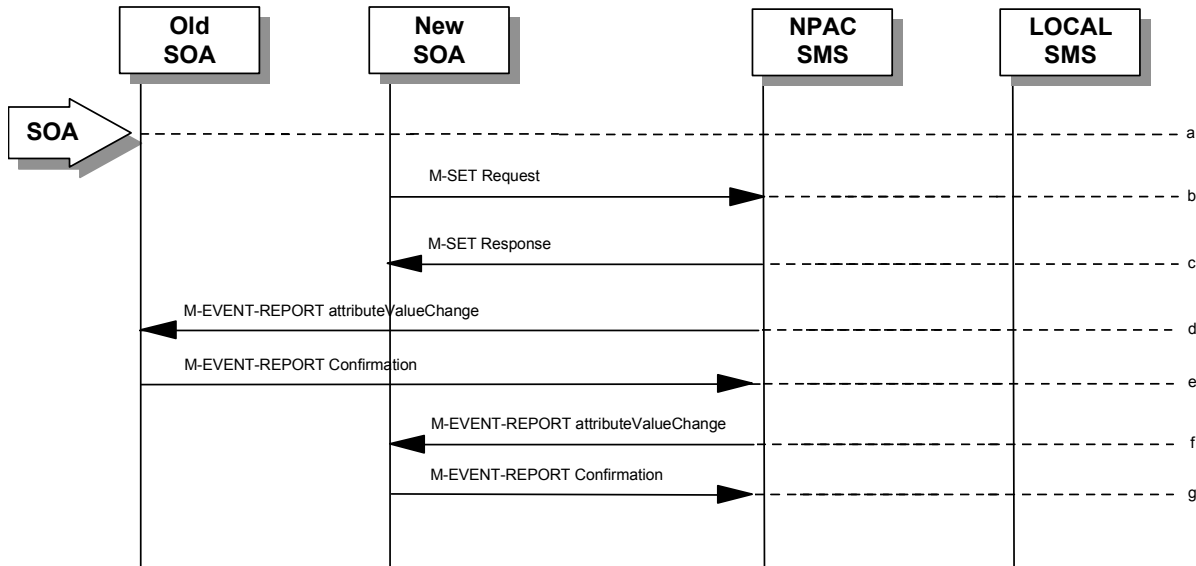 Old
SOA
New
SOA
NPAC
SMS
LOCAL
SMS
SOA
a
M-SET Request
b
M-SET Response
c
M-EVENT-REPORT attributeValueChange
d
M-EVENT-REPORT Confirmation
e
M-EVENT-REPORT attributeValueChange
f
M-EVENT-REPORT Confirmation
g